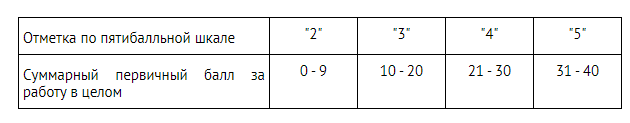 Отметка по пятибалльной шкале "2" "3" "4" "5"
Суммарный первичный балл за 0 - 9 10 - 20 21 - 30 31 - 40
работу в целом